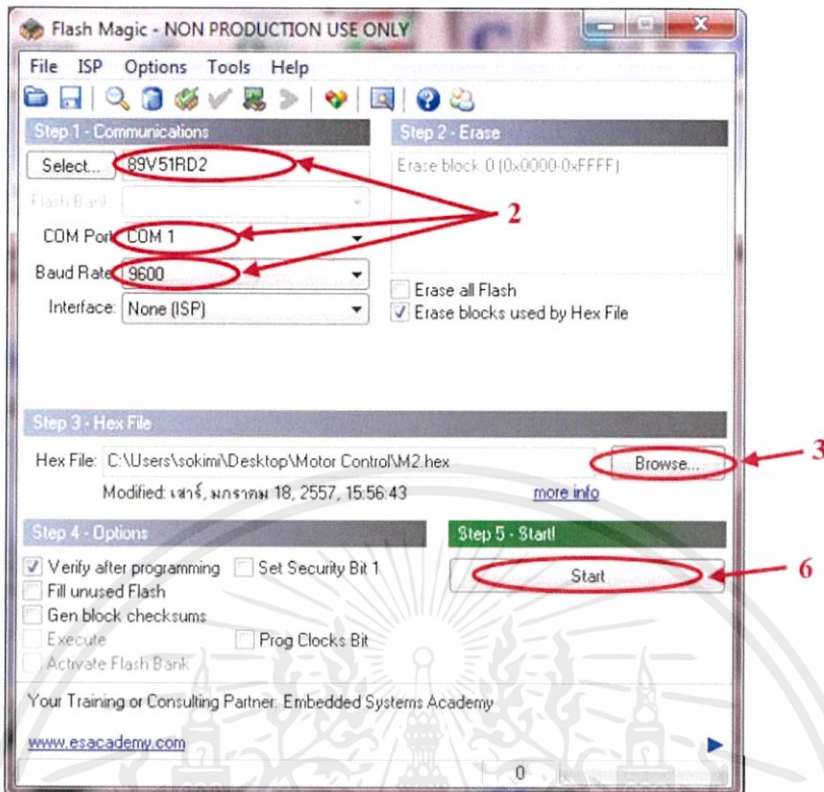 Flash Magic - NON PRODUCTION USE ONLY
File ISP Options Tools Help
Step 1 - Communications
Select... 89V51RD2
Flash Bank:
COM Port: COM 1
Baud Rate: 9600
Interface: None (ISP)
Step 2 - Erase
Erase block 0 (0x0000-0xFFFF)
Erase all Flash
Erase blocks used by Hex File
2
Step 3 - Hex File
Hex File: C:\Users\sokimi\Desktop\Motor Control\M2.hex
Browse...
3
Modified: เสาร์, มกราคม 18, 2557, 15:56:43
more info
Step 4 - Options
Verify after programming
Set Security Bit 1
Fill unused Flash
Gen block checksums
Execute
Prog Clocks Bit
Activate Flash Bank
Step 5 - Start!
Start
6
Your Training or Consulting Partner: Embedded Systems Academy
www.esacademy.com
0